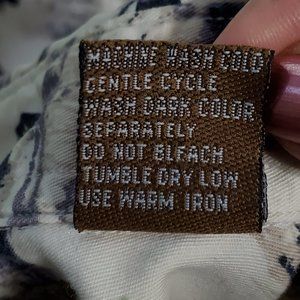 MACHINE WASH COLD
GENTLE CYCLE
WASH DARK COLOR
SEPARATELY
DO NOT BLEACH
TUMBLE DRY LOW
USE WARM IRON